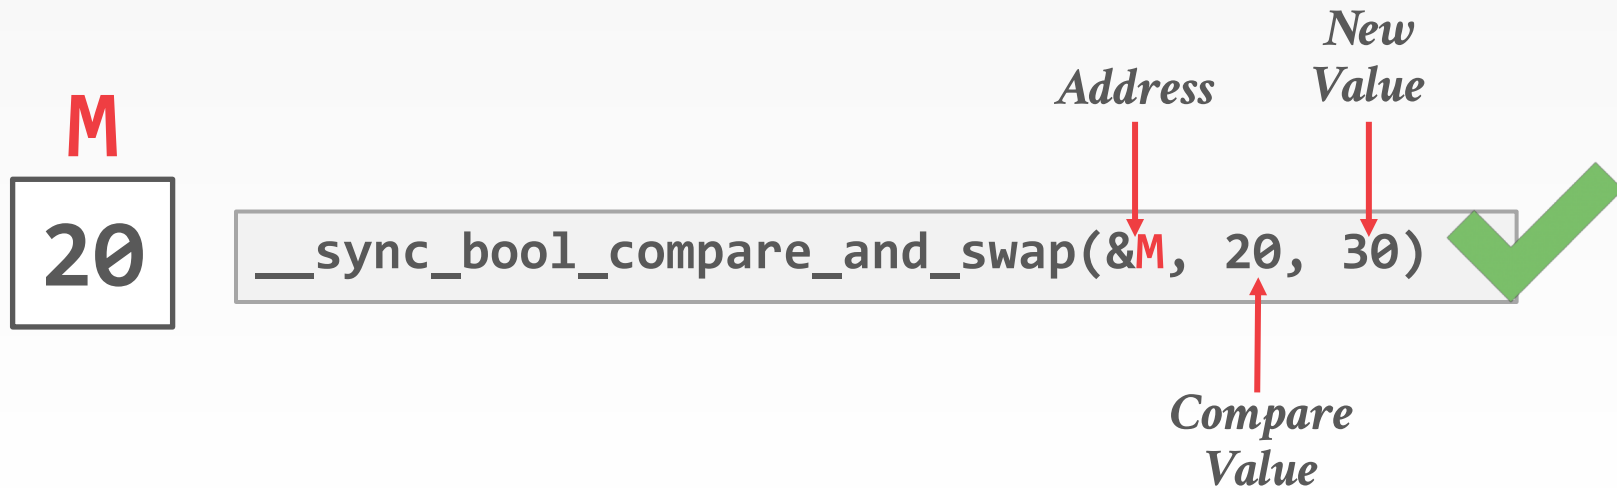 New
Value
Address
M
20
__sync_bool_compare_and_swap(&M, 20, 30)
Compare
Value